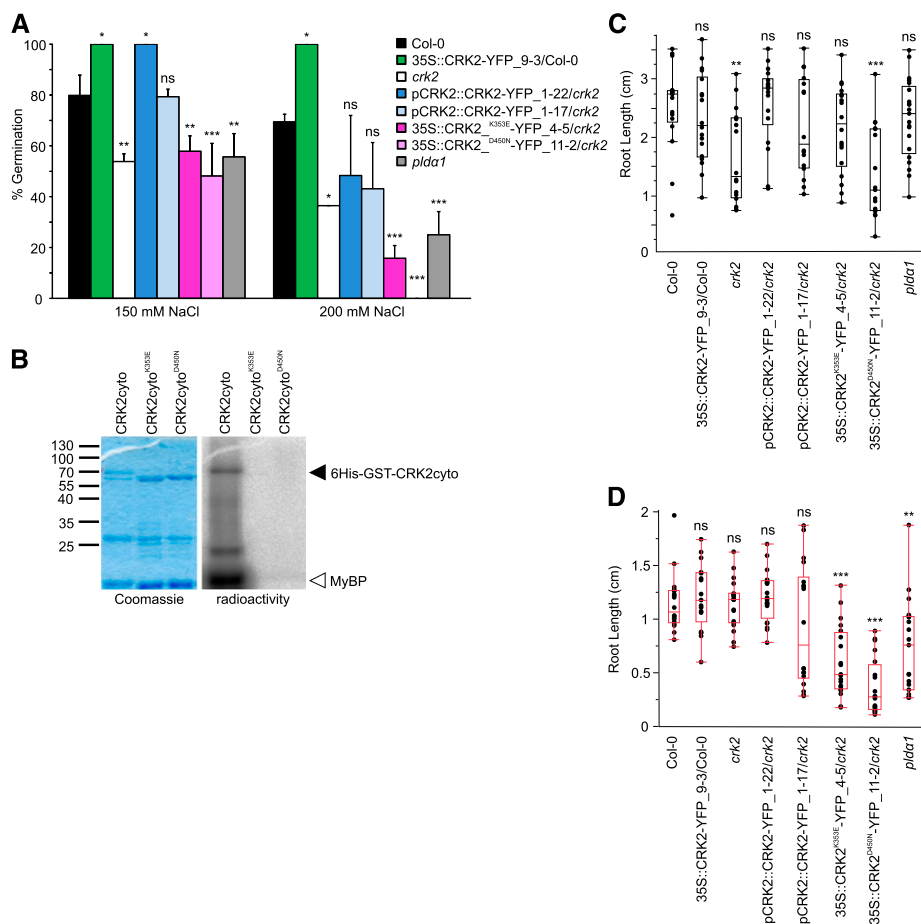 A
% Germination
100
80
60
40
20
0
* * ns ** *** ** **
* * ns ns *** *** ***
150 mM NaCl
200 mM NaCl
Col-0
35S::CRK2-YFP_9-3/Col-0
crk2
pCRK2::CRK2-YFP_1-22/crk2
pCRK2::CRK2-YFP_1-17/crk2
35S::CRK2_K353E-YFP_4-5/crk2
35S::CRK2_D450N-YFP_11-2/crk2
plda1
B
CRK2cyto
CRK2cytoK353E
CRK2cytoD450N
CRK2cyto
CRK2cytoK353E
CRK2cytoD450N
130
100
70
55
40
35
25
6His-GST-CRK2cyto
MyBP
Coomassie
radioactivity
C
Root Length (cm)
3
2
1
0
ns ** ns ns ns *** ns
Col-0
35S::CRK2-YFP_9-3/Col-0
crk2
pCRK2::CRK2-YFP_1-22/crk2
pCRK2::CRK2-YFP_1-17/crk2
35S::CRK2K353E-YFP_4-5/crk2
35S::CRK2D450N-YFP_11-2/crk2
plda1
D
Root Length (cm)
2
1.5
1
0.5
0
ns ns ns ns *** *** **
Col-0
35S::CRK2-YFP_9-3/Col-0
crk2
pCRK2::CRK2-YFP_1-22/crk2
pCRK2::CRK2-YFP_1-17/crk2
35S::CRK2K353E-YFP_4-5/crk2
35S::CRK2D450N-YFP_11-2/crk2
plda1